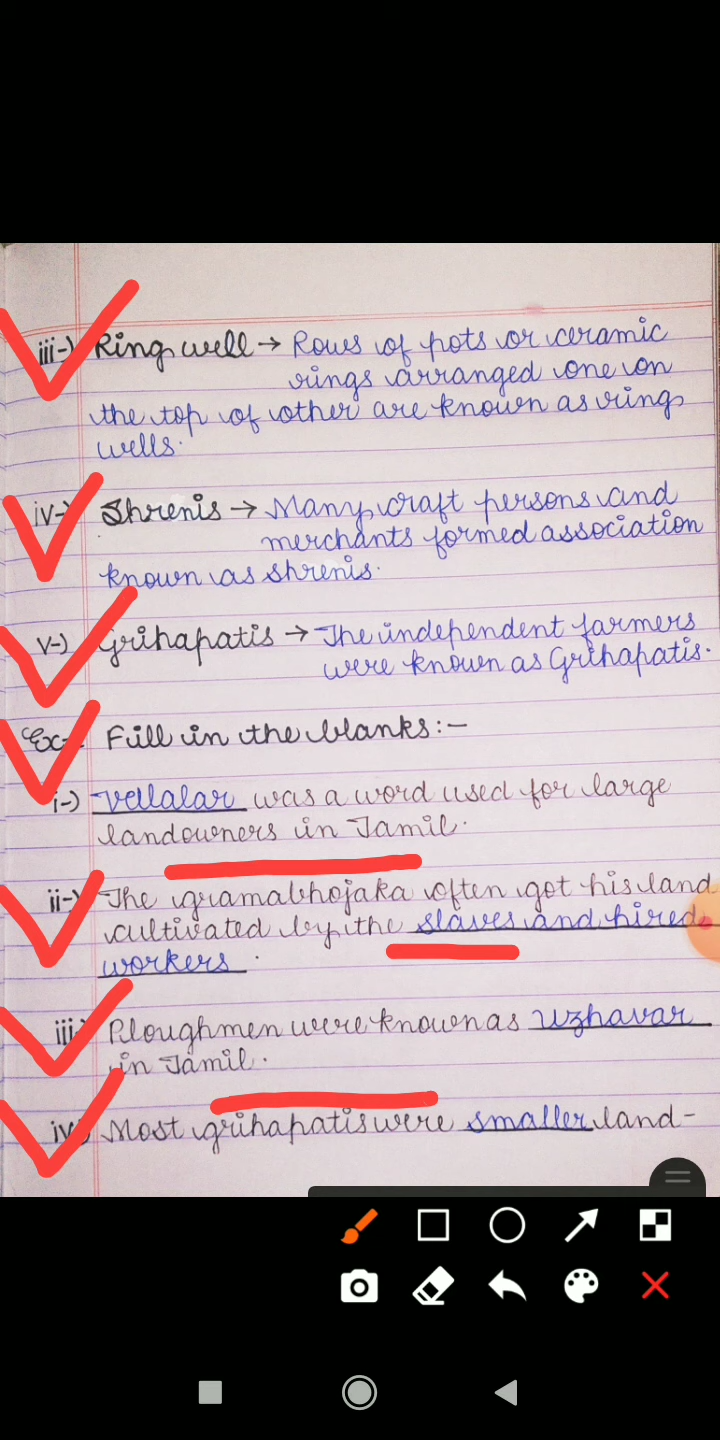 iii-) Ring well → Rows of pots or ceramic
rings arranged one on
the top of other are known as ring
wells.
iv-) Shrenis → Many craft persons and
merchants formed association
known as shrenis.
v-) Grihapatis → The independent farmers
were known as Grihapatis.
Ex- Fill in the blanks:-
i-) Vellalar was a word used for large
landowners in Tamil.
ii-) The gramabhojaka often got his land
cultivated by the slaves and hired
workers.
iii-) Ploughmen were known as Uzhavar
in Tamil.
iv-) Most grihapatis were smaller land-